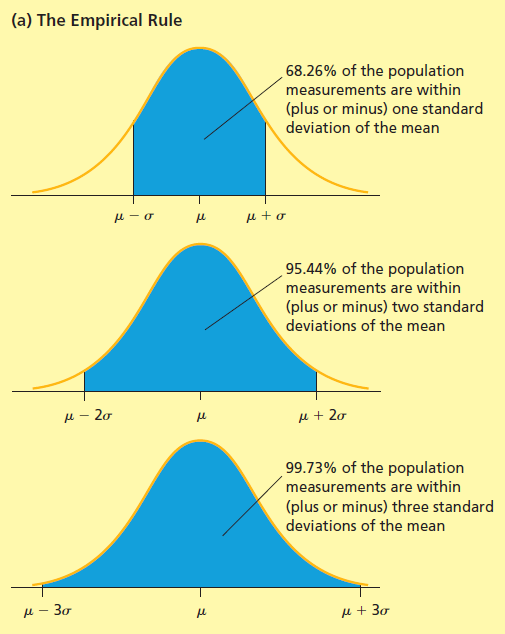 (a) The Empirical Rule
68.26% of the population
measurements are within
(plus or minus) one standard
deviation of the mean
μ − σ μ μ + σ
95.44% of the population
measurements are within
(plus or minus) two standard
deviations of the mean
μ − 2σ μ μ + 2σ
99.73% of the population
measurements are within
(plus or minus) three standard
deviations of the mean
μ − 3σ μ μ + 3σ